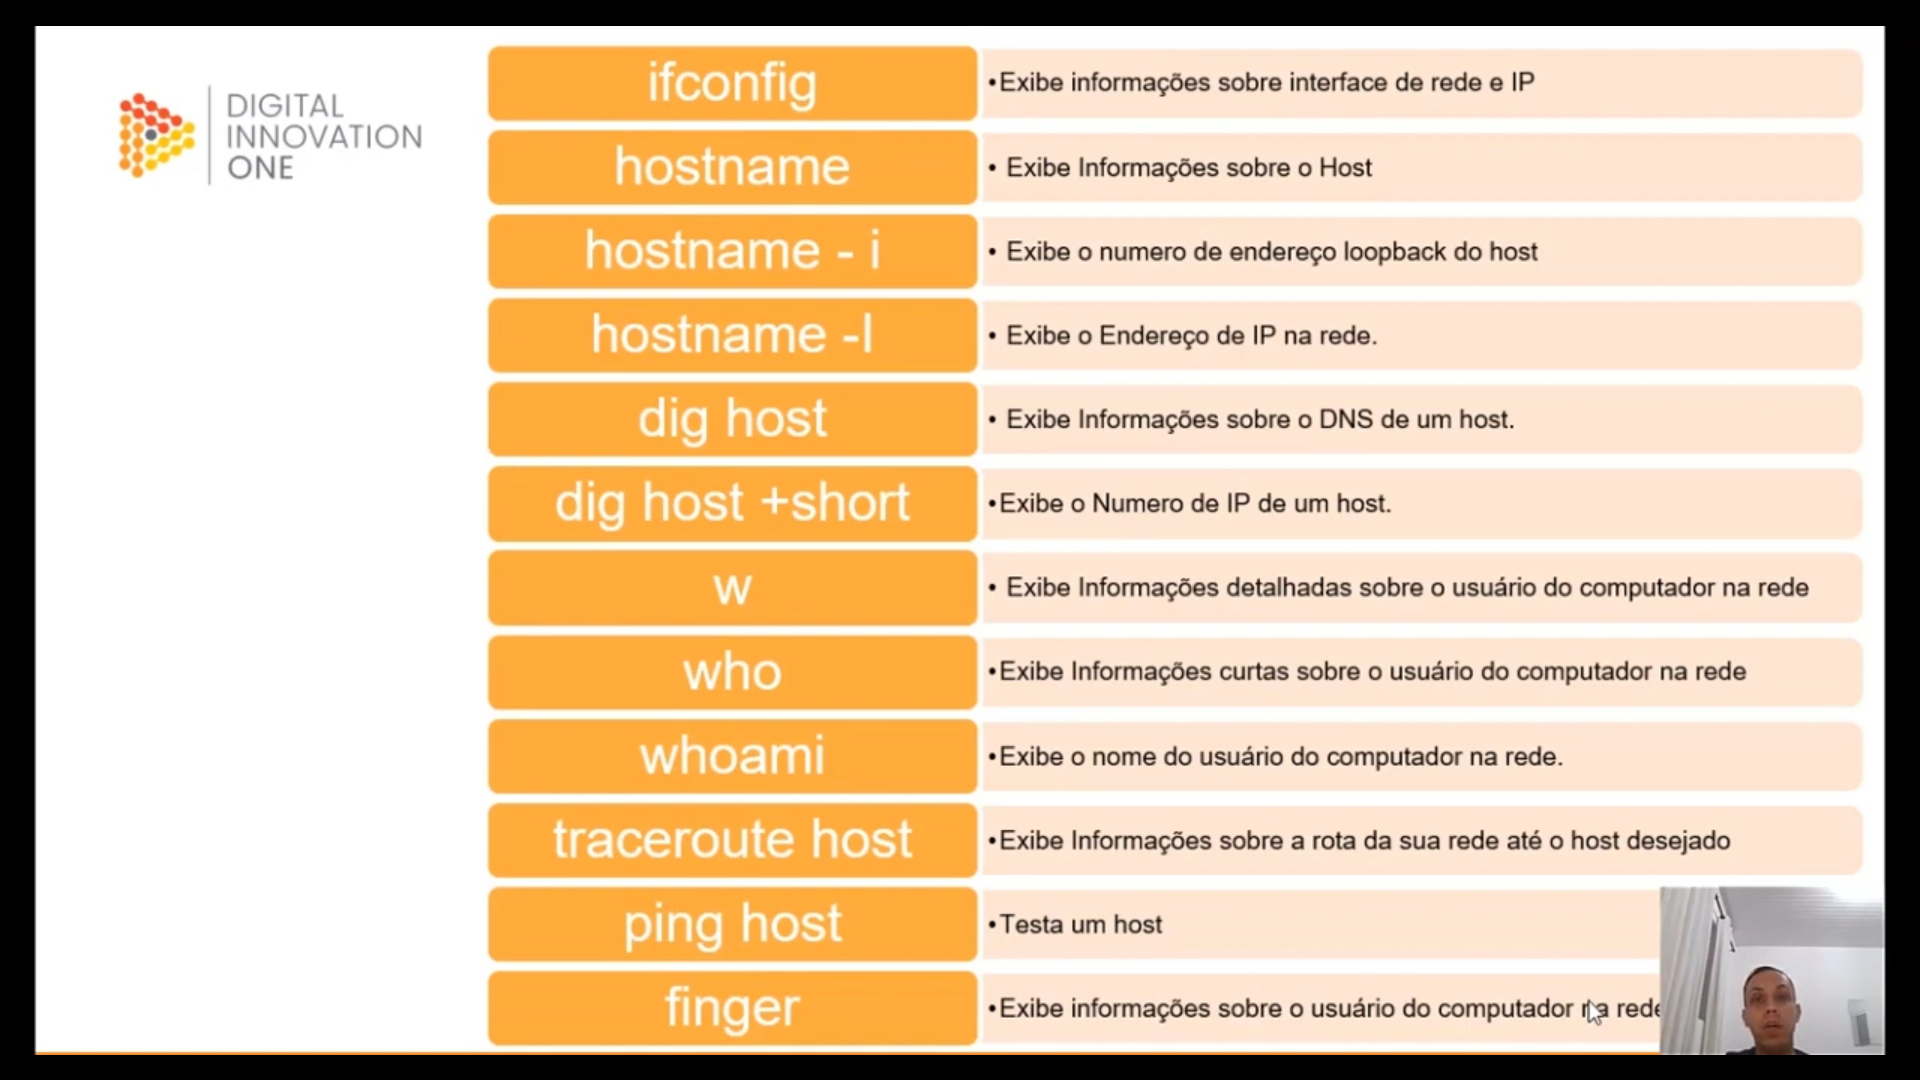 DIGITAL
INNOVATION
ONE
ifconfig
•Exibe informações sobre interface de rede e IP
hostname
• Exibe Informações sobre o Host
hostname - i
• Exibe o numero de endereço loopback do host
hostname -I
• Exibe o Endereço de IP na rede.
dig host
• Exibe Informações sobre o DNS de um host.
dig host +short
•Exibe o Numero de IP de um host.
w
• Exibe Informações detalhadas sobre o usuário do computador na rede
who
•Exibe Informações curtas sobre o usuário do computador na rede
whoami
•Exibe o nome do usuário do computador na rede.
traceroute host
•Exibe Informações sobre a rota da sua rede até o host desejado
ping host
•Testa um host
finger
•Exibe informações sobre o usuário do computador na rede